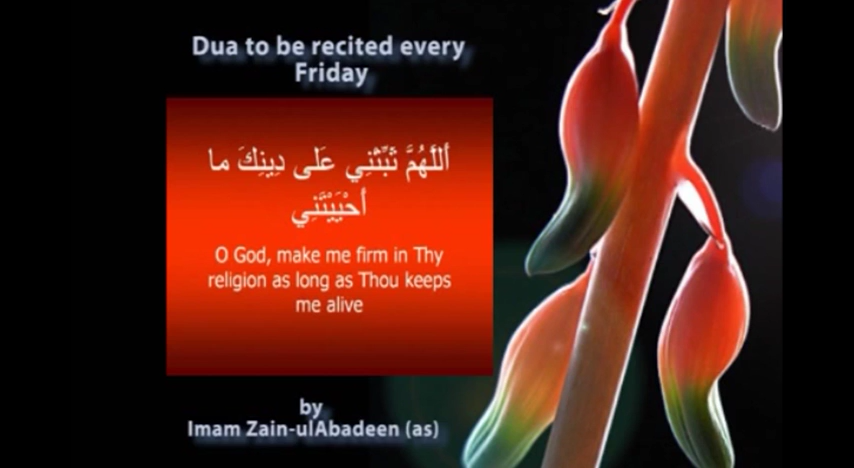 Dua to be recited every
Friday
أَللَّهُمَّ ثَبِّتْنِي عَلى دِينِكَ ما
أَحْيَيْتَنِي
O God, make me firm in Thy
religion as long as Thou keeps
me alive
by
Imam Zain-ulAbadeen (as)